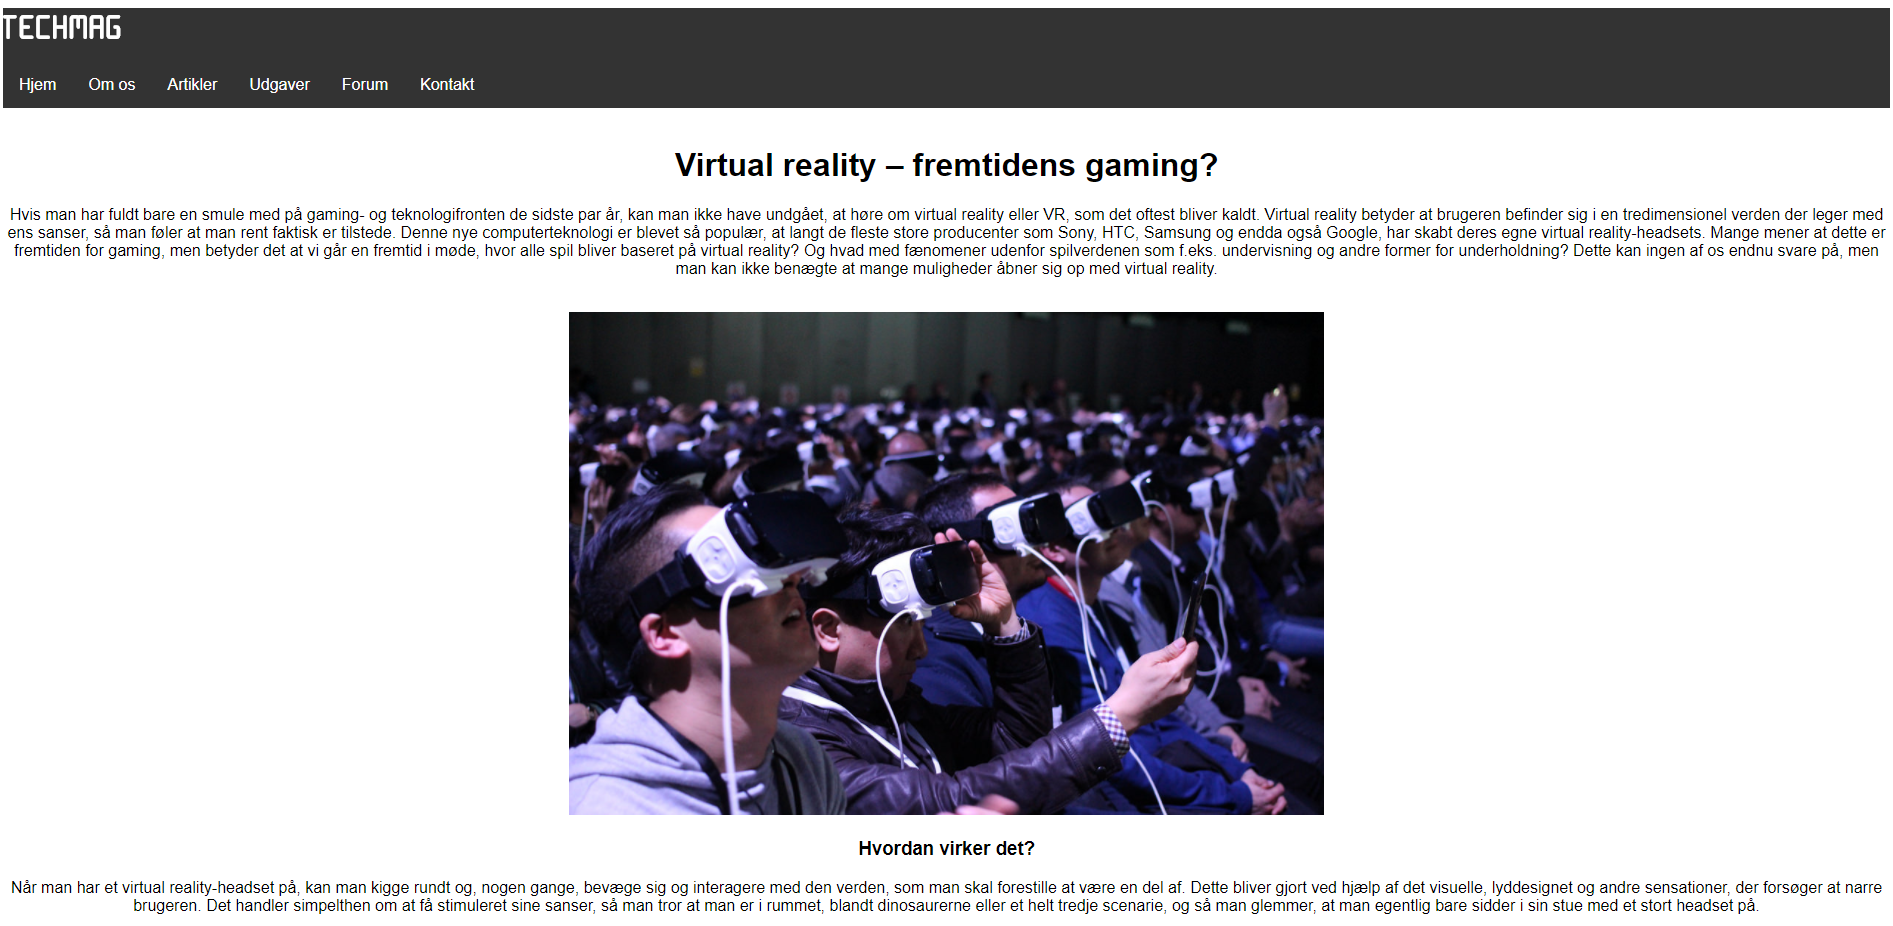 TECHMAG
Hjem Om os Artikler Udgaver Forum Kontakt
Virtual reality – fremtidens gaming?
Hvis man har fuldt bare en smule med på gaming- og teknologifronten de sidste par år, kan man ikke have undgået, at høre om virtual reality eller VR, som det oftest bliver kaldt. Virtual reality betyder at brugeren befinder sig i en tredimensionel verden der leger med
ens sanser, så man føler at man rent faktisk er tilstede. Denne nye computerteknologi er blevet så populær, at langt de fleste store producenter som Sony, HTC, Samsung og endda også Google, har skabt deres egne virtual reality-headsets. Mange mener at dette er
fremtiden for gaming, men betyder det at vi går en fremtid i møde, hvor alle spil bliver baseret på virtual reality? Og hvad med fænomener udenfor spilverdenen som f.eks. undervisning og andre former for underholdning? Dette kan ingen af os endnu svare på, men
man kan ikke benægte at mange muligheder åbner sig op med virtual reality.
Hvordan virker det?
Når man har et virtual reality-headset på, kan man kigge rundt og, nogen gange, bevæge sig og interagere med den verden, som man skal forestille at være en del af. Dette bliver gjort ved hjælp af det visuelle, lyddesignet og andre sensationer, der forsøger at narre
brugeren. Det handler simpelthen om at få stimuleret sine sanser, så man tror at man er i rummet, blandt dinosaurerne eller et helt tredje scenarie, og så man glemmer, at man egentlig bare sidder i sin stue med et stort headset på.